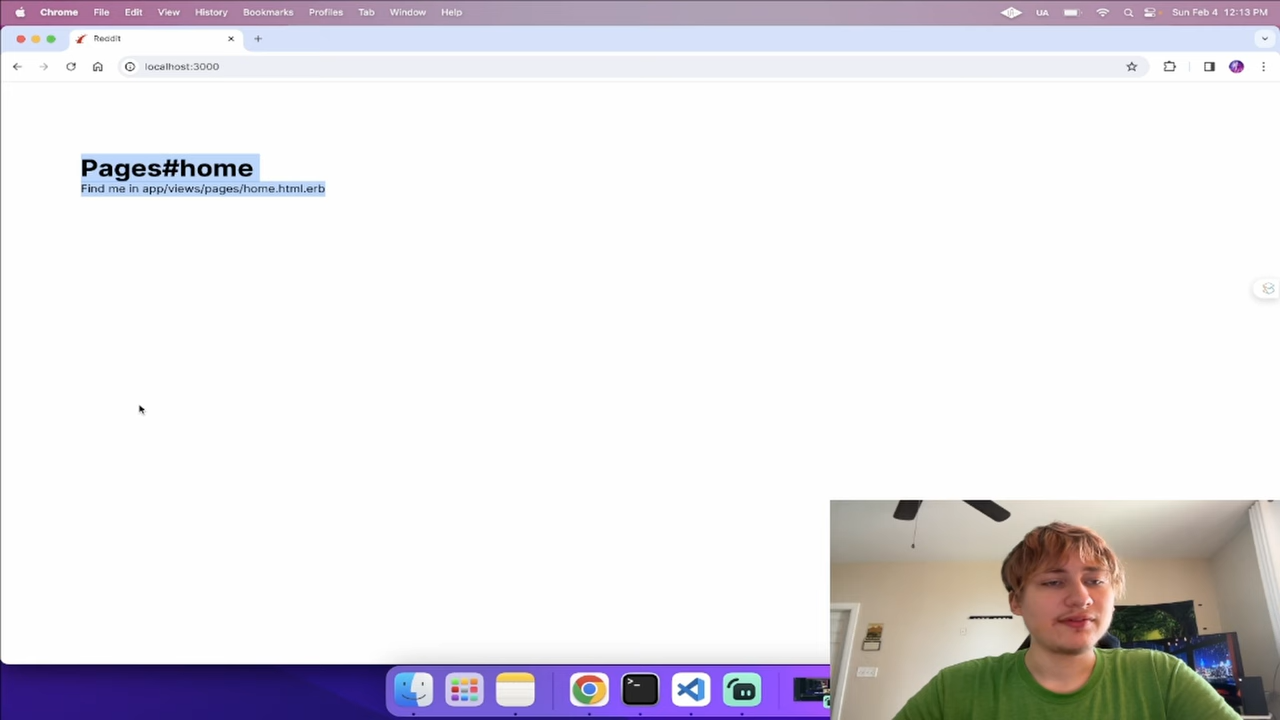 Chrome File Edit View History Bookmarks Profiles Tab Window Help UA Sun Feb 4 12:13 PM
Reddit
localhost:3000
Pages#home
Find me in app/views/pages/home.html.erb